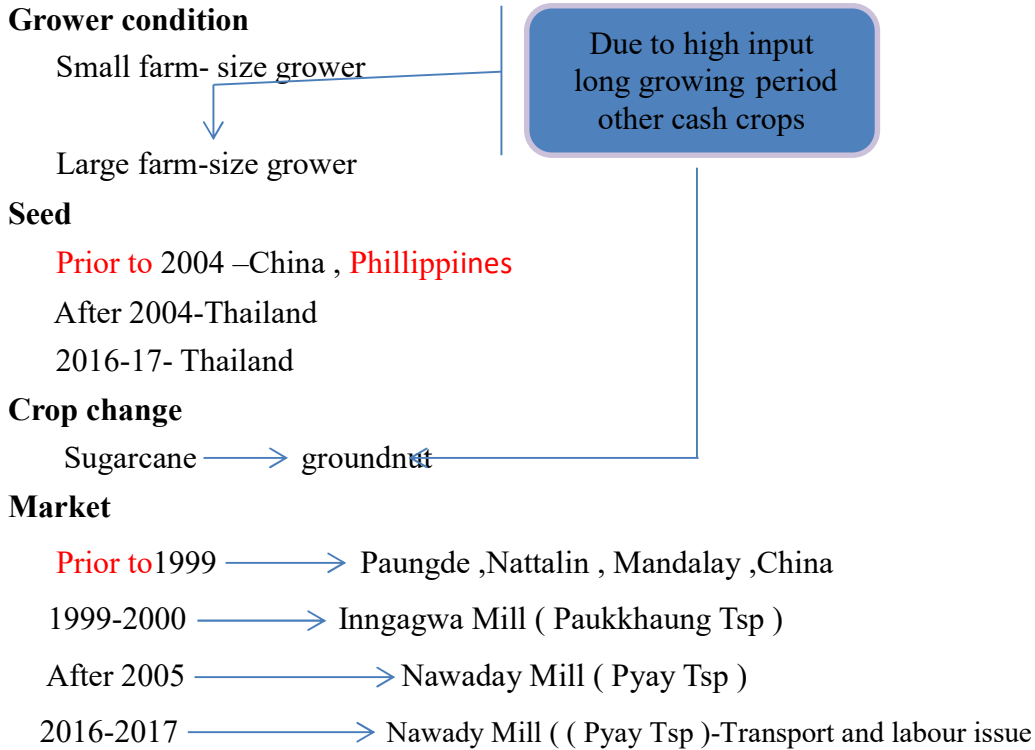 Grower condition
Small farm- size grower
Large farm-size grower
Due to high input
long growing period
other cash crops
Seed
Prior to 2004 –China , Phillippiines
After 2004-Thailand
2016-17- Thailand
Crop change
Sugarcane groundnut
Market
Prior to1999 Paungde ,Nattalin , Mandalay ,China
1999-2000 Inngagwa Mill ( Paukkhaung Tsp )
After 2005 Nawaday Mill ( Pyay Tsp )
2016-2017 Nawady Mill ( ( Pyay Tsp )-Transport and labour issue